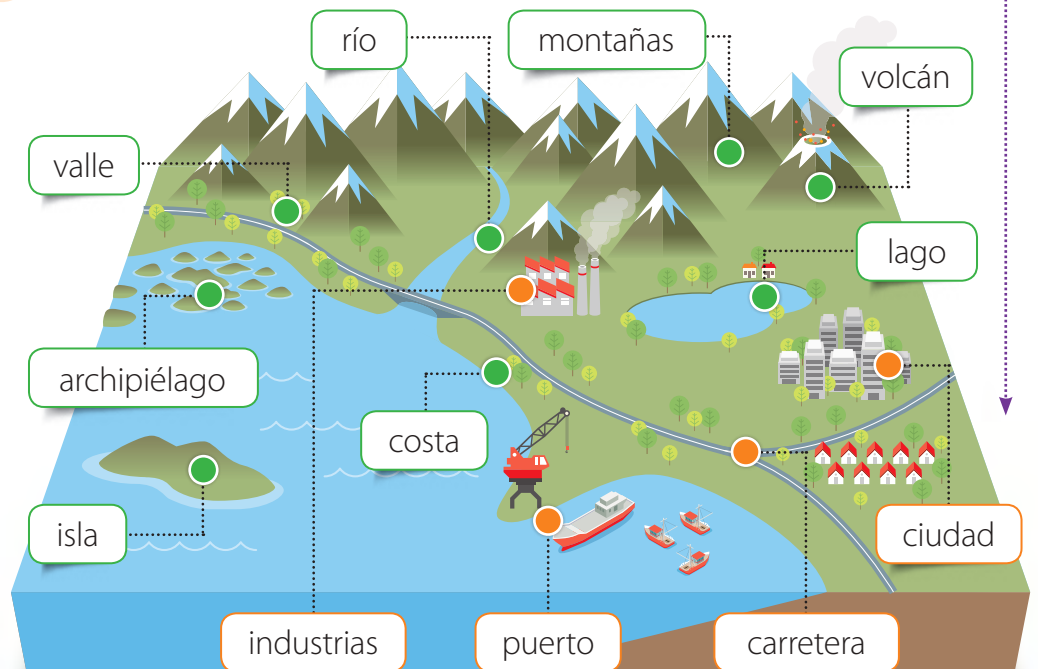 río
montañas
volcán
valle
lago
archipiélago
costa
isla
ciudad
industrias
puerto
carretera